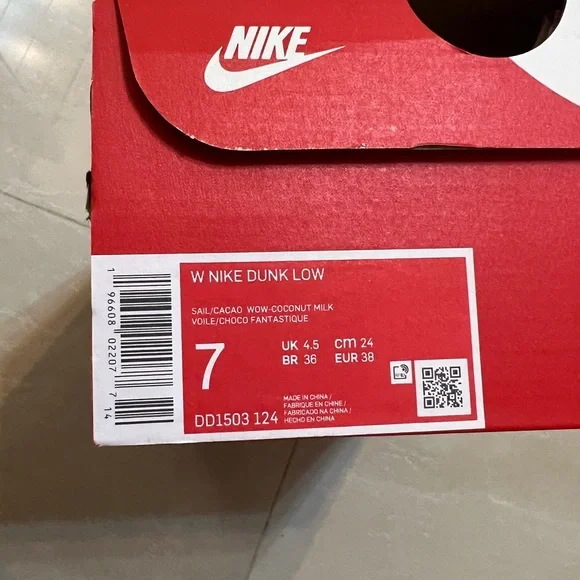 NIKE
W NIKE DUNK LOW
SAIL/CACAO WOW-COCONUT MILK
VOILE/CHOCO FANTASTIQUE
7
UK 4.5 cm 24
BR 36 EUR 38
DD1503 124
MADE IN CHINA /
FABRIQUE EN CHINE /
FABRICADO NA CHINA /
HECHO EN CHINA
1 96608 02207 7 14